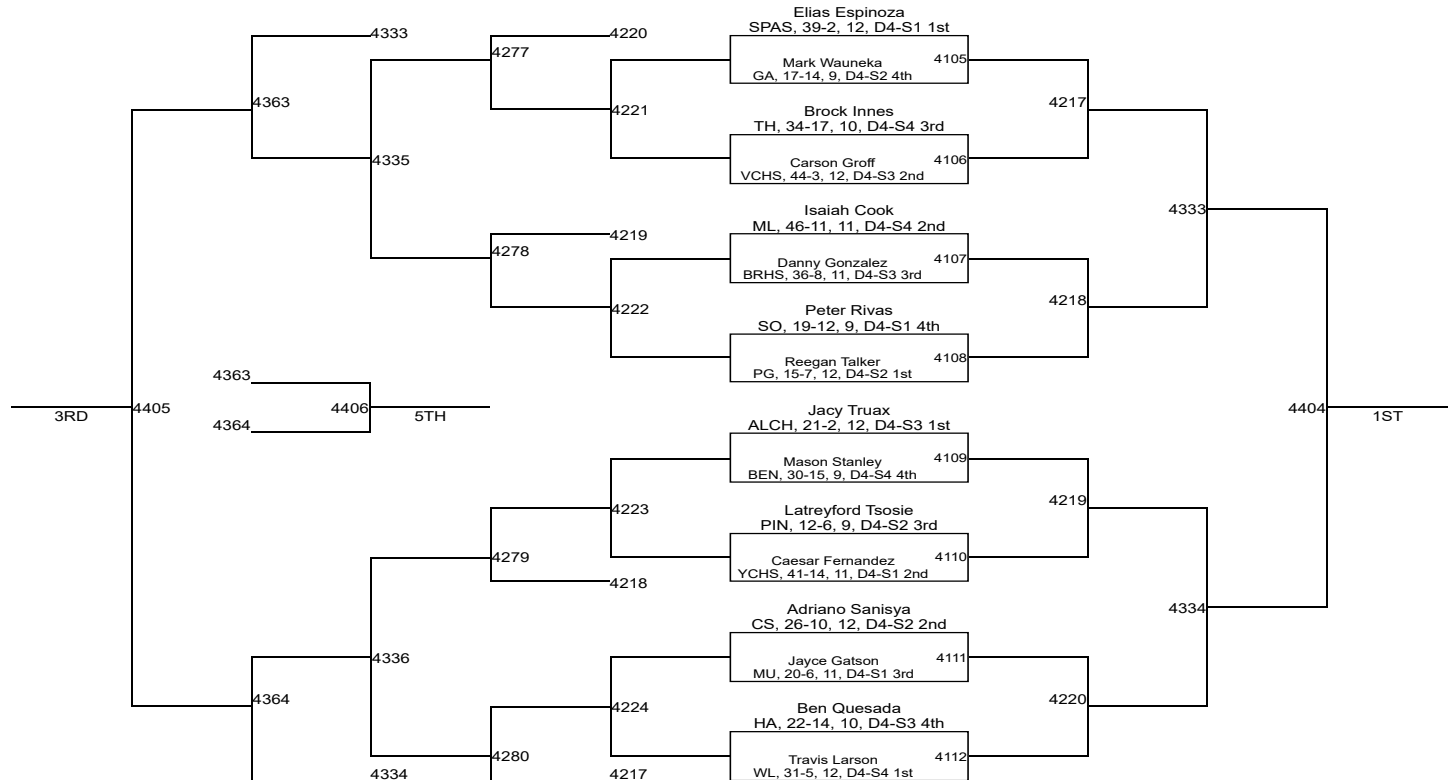 Elias Espinoza
4333
4220
SPAS, 39-2, 12, D4-S1 1st
4277
Mark Wauneka
4105
GA, 17-14, 9, D4-S2 4th
4363
4221
Brock Innes
4217
TH, 34-17, 10, D4-S4 3rd
4335
Carson Groff
4106
VCHS, 44-3, 12, D4-S3 2nd
Isaiah Cook
4333
ML, 46-11, 11, D4-S4 2nd
4219
4278
Danny Gonzalez
4107
BRHS, 36-8, 11, D4-S3 3rd
4222
Peter Rivas
4218
SO, 19-12, 9, D4-S1 4th
Reegan Talker
4108
PG, 15-7, 12, D4-S2 1st
4363
3RD
4405
4406
5TH
4404
1ST
4364
Jacy Truax
ALCH, 21-2, 12, D4-S3 1st
Mason Stanley
4109
BEN, 30-15, 9, D4-S4 4th
4223
Latreyford Tsosie
4219
PIN, 12-6, 9, D4-S2 3rd
4279
Caesar Fernandez
4110
YCHS, 41-14, 11, D4-S1 2nd
4218
Adriano Sanisya
4334
CS, 26-10, 12, D4-S2 2nd
4336
Jayce Gatson
4111
MU, 20-6, 11, D4-S1 3rd
4364
4224
Ben Quesada
4220
HA, 22-14, 10, D4-S3 4th
4280
Travis Larson
4112
4334
4217
WL, 31-5, 12, D4-S4 1st